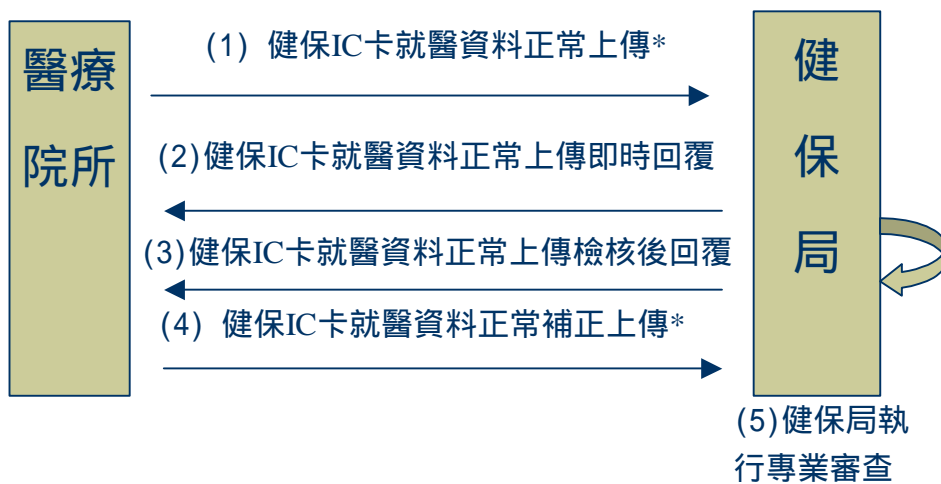 醫療
院所
(1) 健保IC卡就醫資料正常上傳*
(2)健保IC卡就醫資料正常上傳即時回覆
(3)健保IC卡就醫資料正常上傳檢核後回覆
(4) 健保IC卡就醫資料正常補正上傳*
健
保
局
(5)健保局執
行專業審查